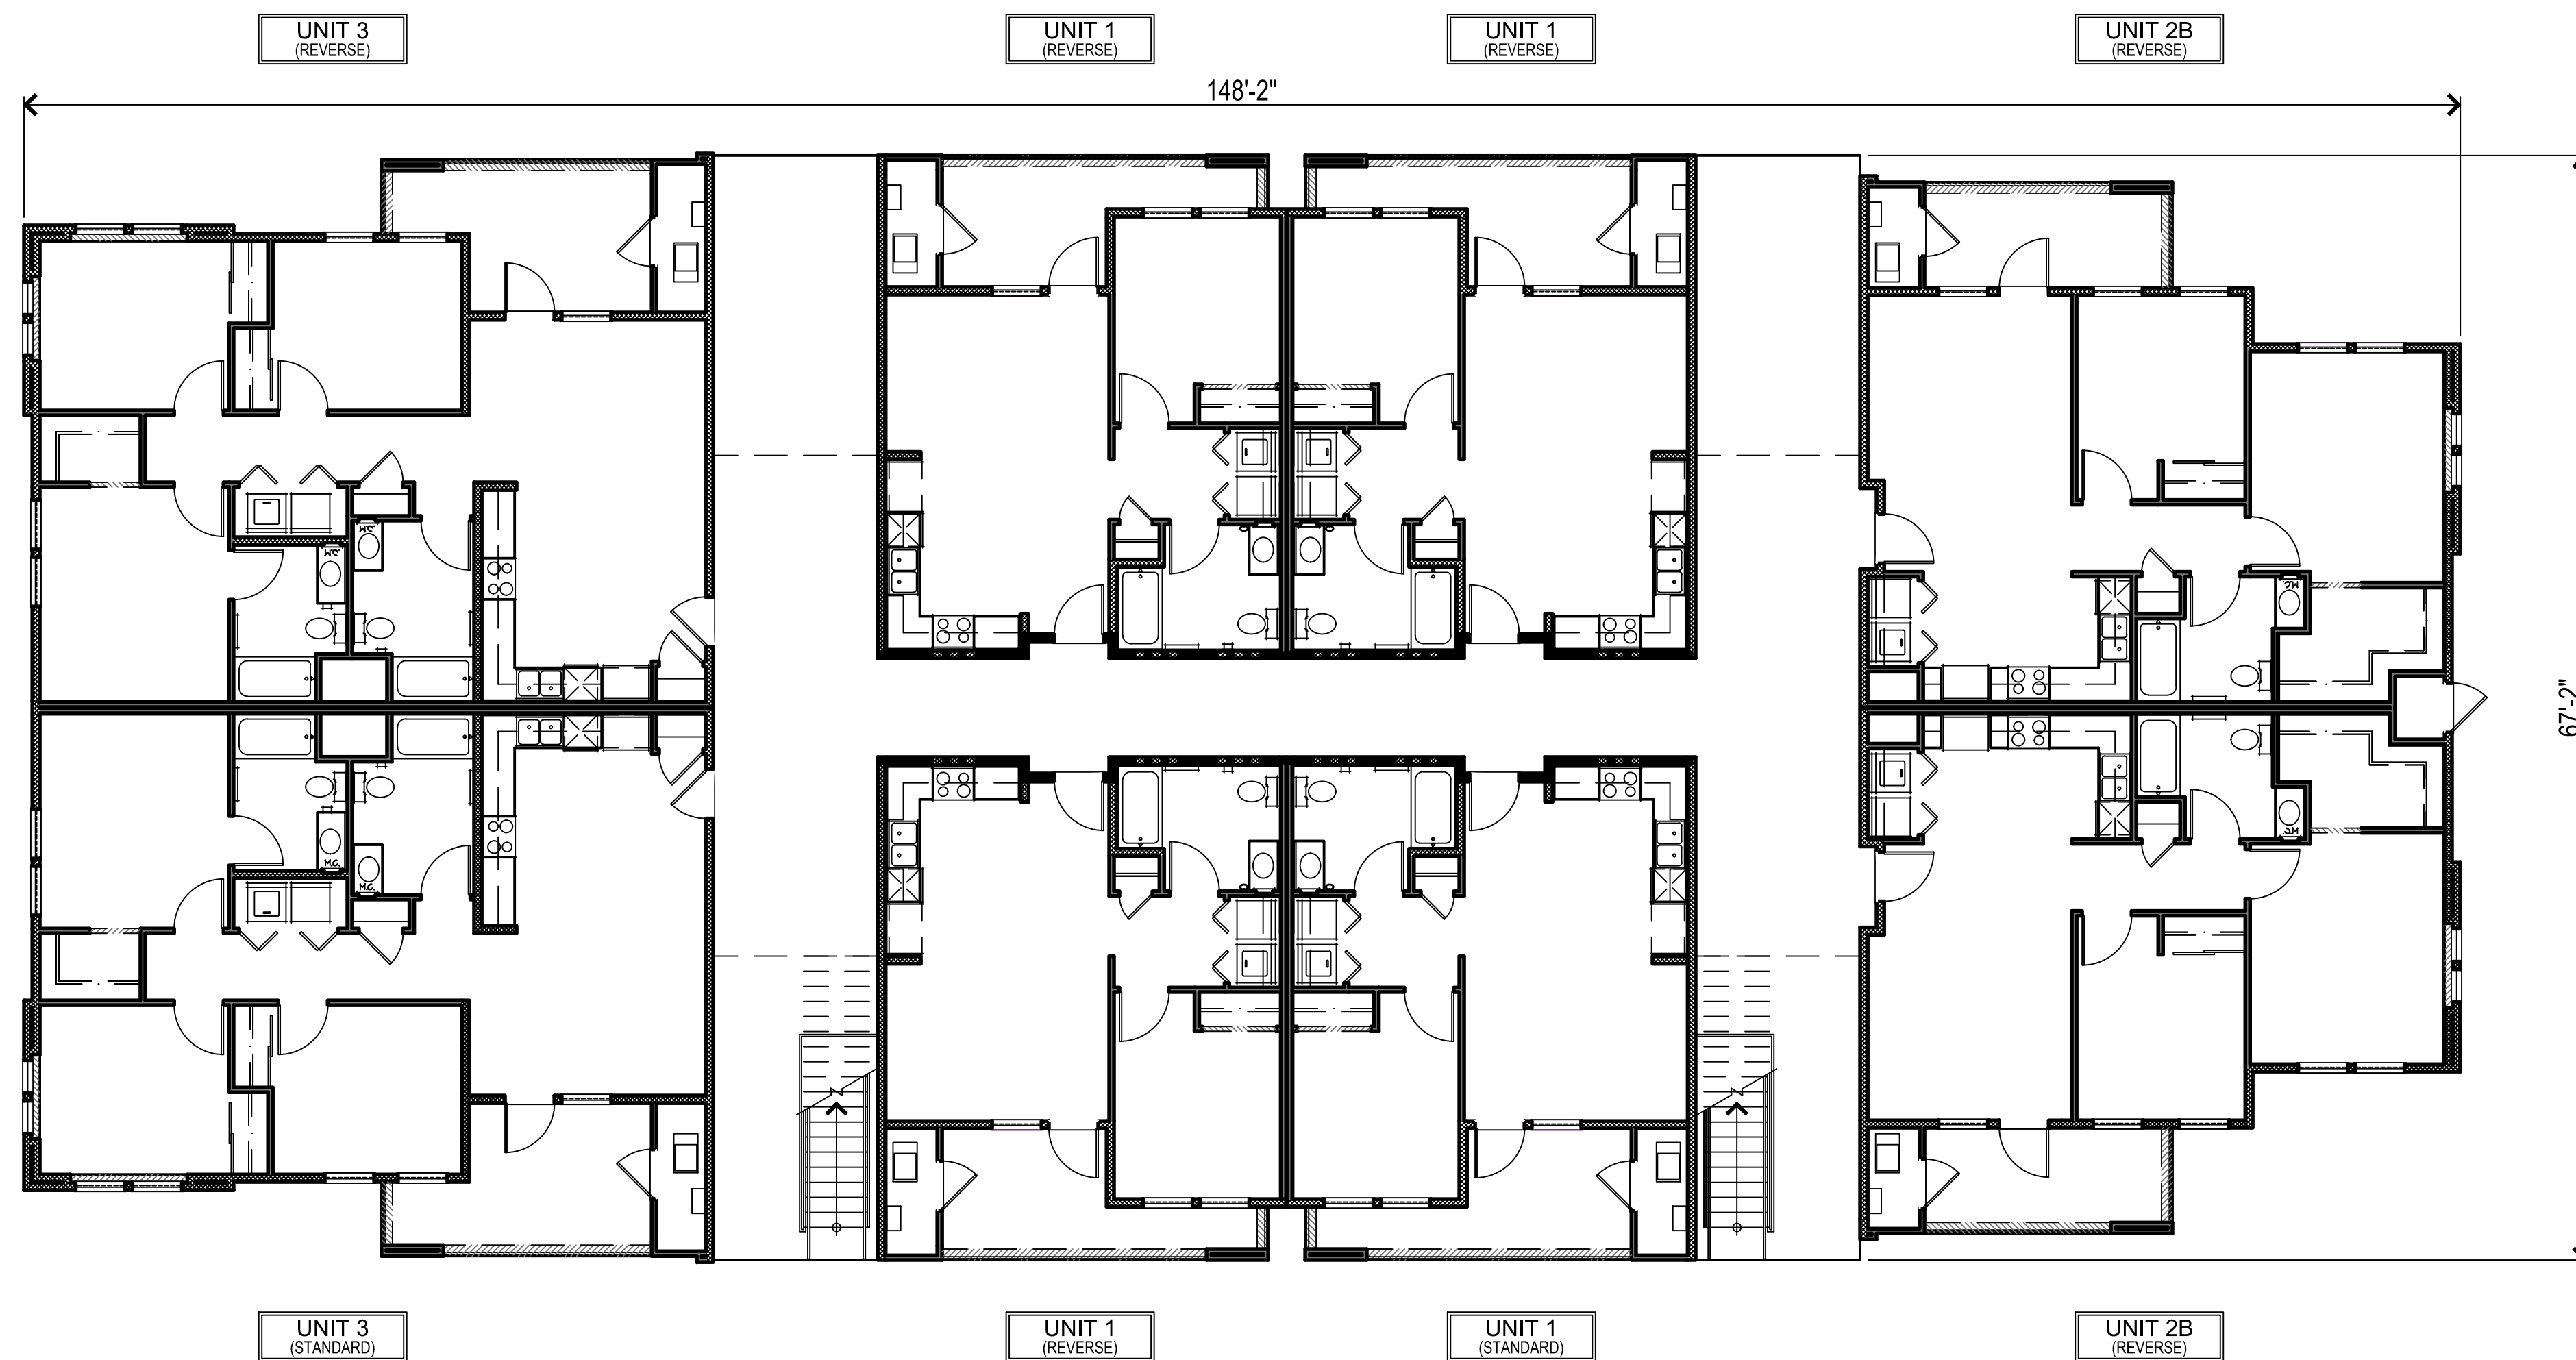 UNIT 3
(REVERSE)
UNIT 1
(REVERSE)
UNIT 1
(REVERSE)
UNIT 2B
(REVERSE)
148'-2"
67'-2"
M.C.
M.C.
M.C.
M.C.
M.C.
M.C.
UNIT 3
(STANDARD)
UNIT 1
(REVERSE)
UNIT 1
(STANDARD)
UNIT 2B
(REVERSE)